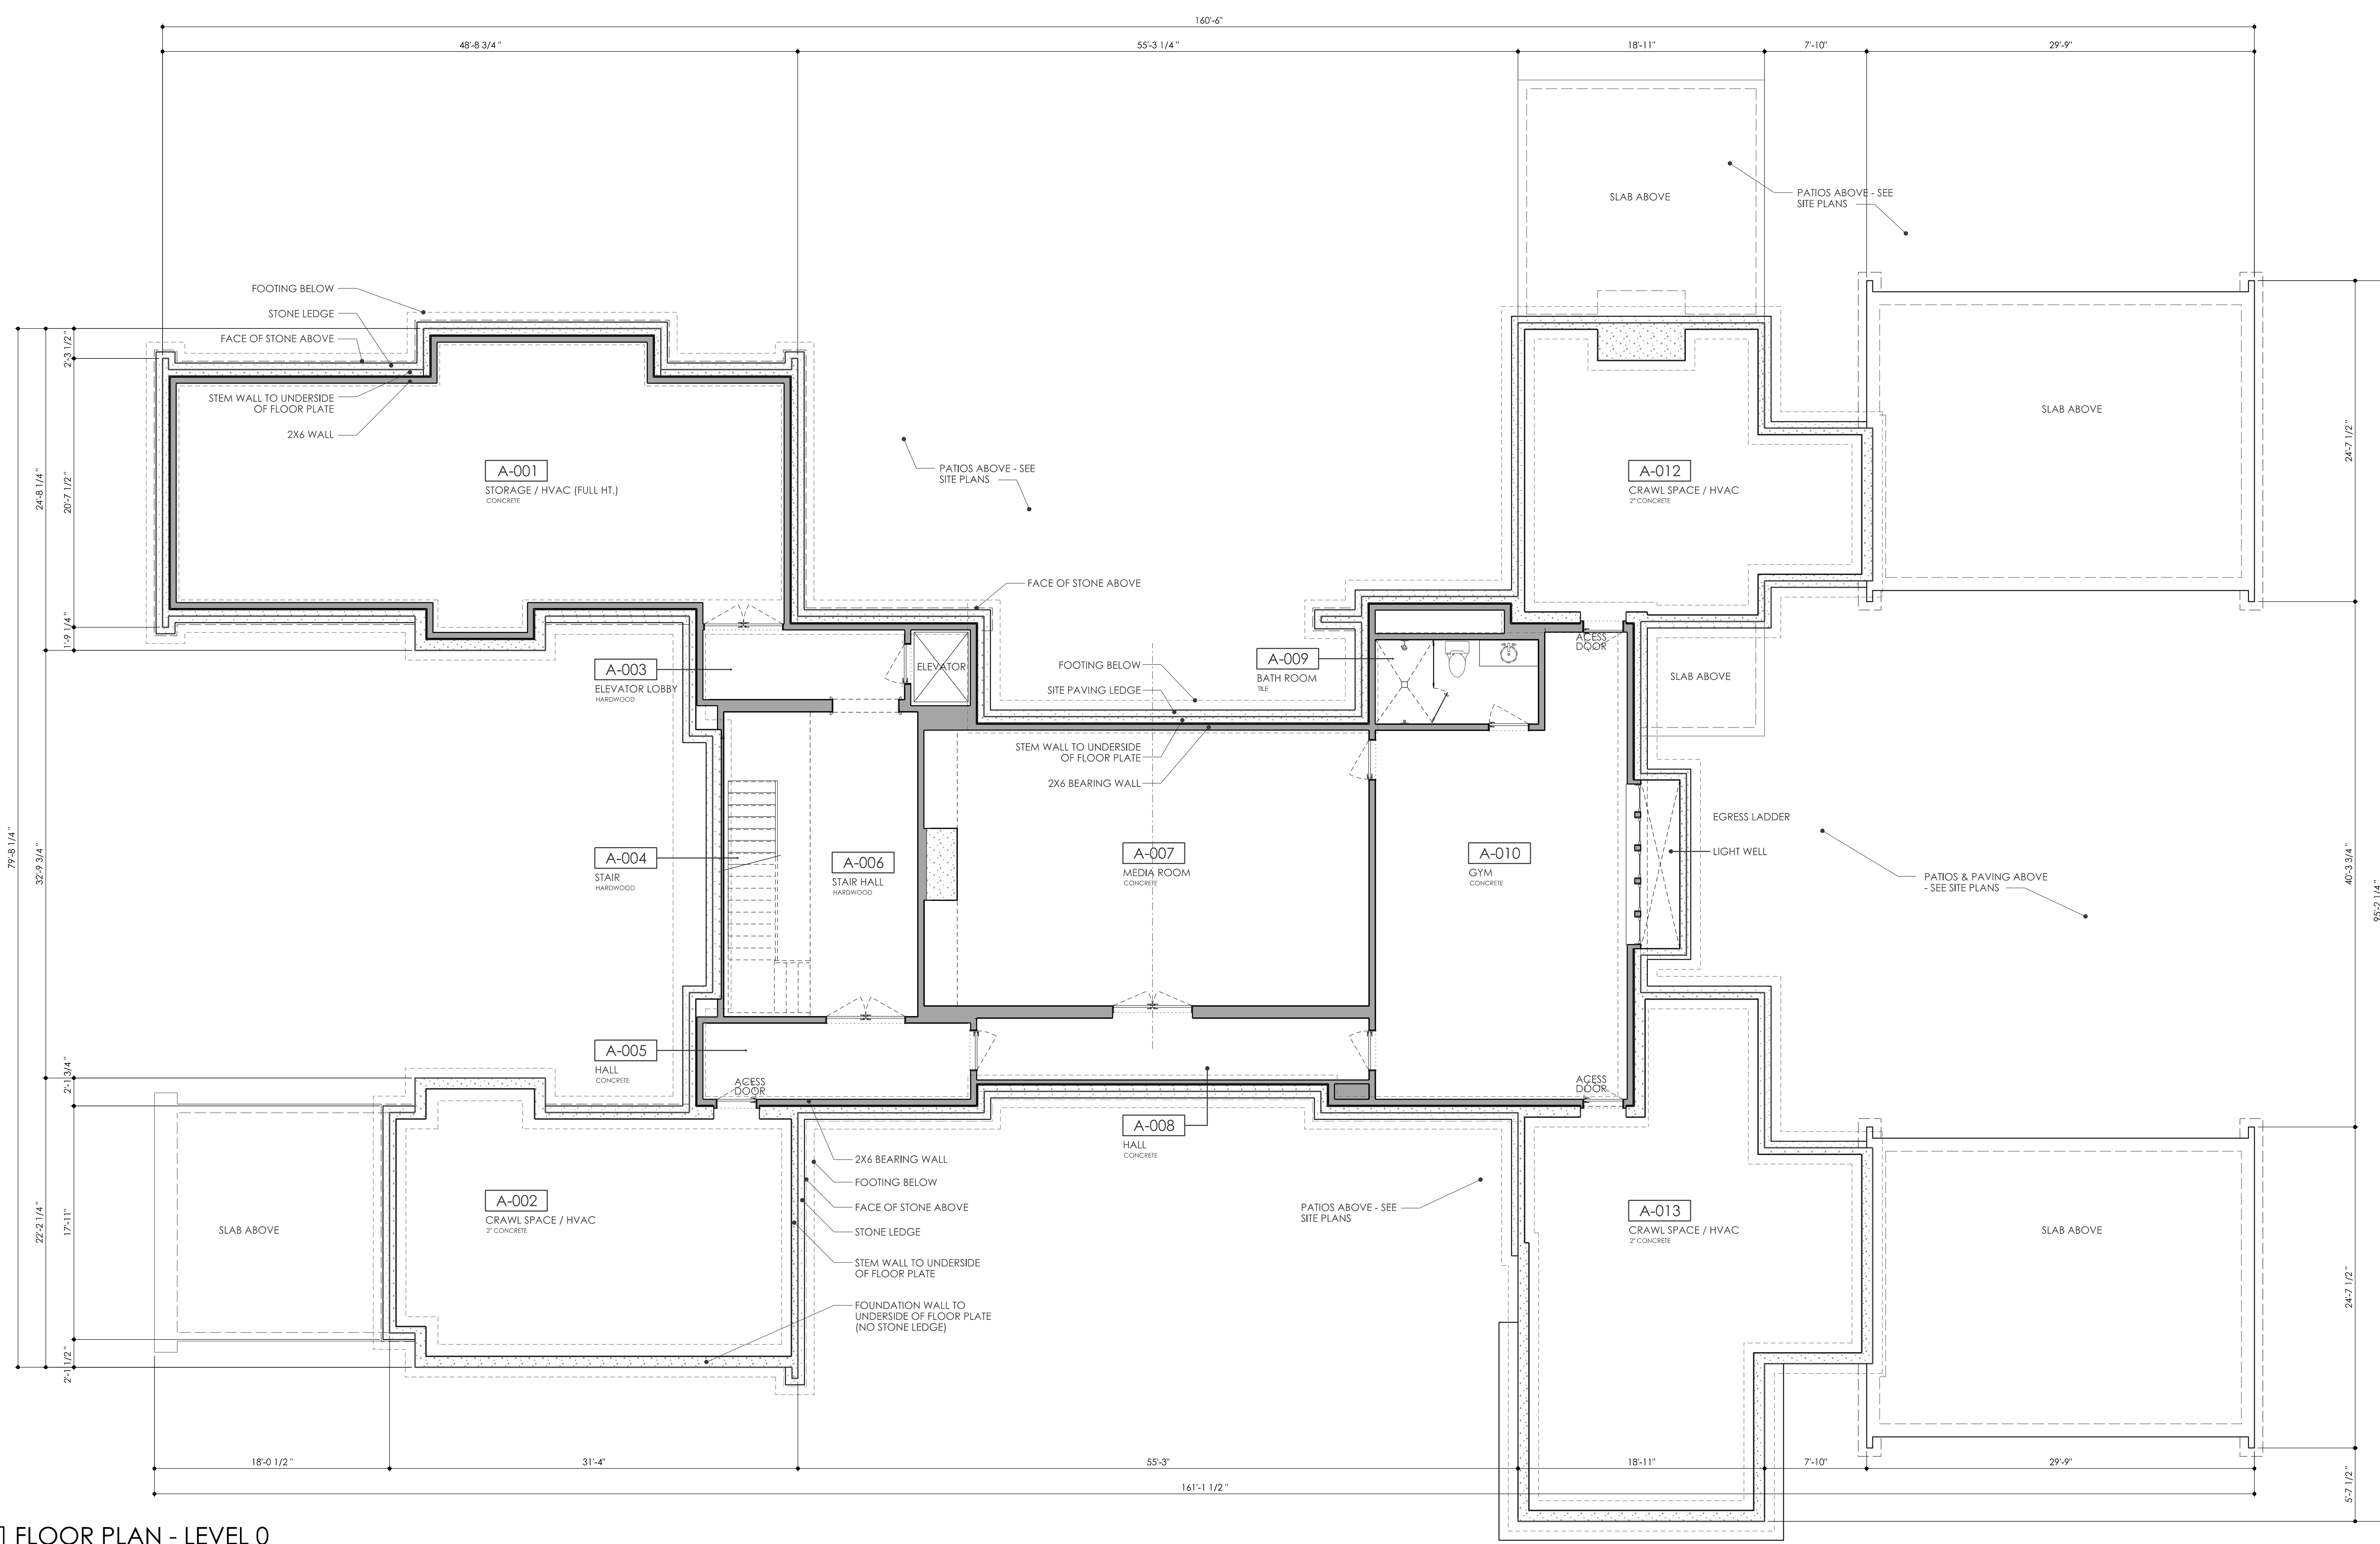 160'-6"
48'-8 3/4 "
55'-3 1/4 "
18'-11"
7'-10"
29'-9"
SLAB ABOVE
PATIOS ABOVE - SEE
SITE PLANS
FOOTING BELOW
STONE LEDGE
FACE OF STONE ABOVE
STEM WALL TO UNDERSIDE
OF FLOOR PLATE
2X6 WALL
2'-3 1/2"
24'-8 1/4"
20'-7 1/2"
1'-9 1/4"
A-001
STORAGE / HVAC (FULL HT.)
CONCRETE
PATIOS ABOVE - SEE
SITE PLANS
A-012
CRAWL SPACE / HVAC
2" CONCRETE
SLAB ABOVE
24'-7 1/2"
FACE OF STONE ABOVE
A-003
ELEVATOR LOBBY
HARDWOOD
ELEVATOR
FOOTING BELOW
SITE PAVING LEDGE
A-009
BATH ROOM
TILE
ACESS
DOOR
SLAB ABOVE
STEM WALL TO UNDERSIDE
OF FLOOR PLATE
2X6 BEARING WALL
79'-8 1/4"
32'-9 3/4"
A-004
STAIR
HARDWOOD
A-006
STAIR HALL
HARDWOOD
A-007
MEDIA ROOM
CONCRETE
A-010
GYM
CONCRETE
EGRESS LADDER
LIGHT WELL
PATIOS & PAVING ABOVE
- SEE SITE PLANS
40'-3 3/4"
95'-2 1/4"
A-005
HALL
CONCRETE
ACESS
DOOR
ACESS
DOOR
2'-1 3/4"
22'-2 1/4"
17'-11"
2'-1 1/2"
SLAB ABOVE
A-002
CRAWL SPACE / HVAC
2" CONCRETE
A-008
HALL
CONCRETE
2X6 BEARING WALL
FOOTING BELOW
FACE OF STONE ABOVE
STONE LEDGE
STEM WALL TO UNDERSIDE
OF FLOOR PLATE
FOUNDATION WALL TO
UNDERSIDE OF FLOOR PLATE
(NO STONE LEDGE)
PATIOS ABOVE - SEE
SITE PLANS
A-013
CRAWL SPACE / HVAC
2" CONCRETE
SLAB ABOVE
24'-7 1/2"
5'-7 1/2"
18'-0 1/2 "
31'-4"
55'-3"
18'-11"
7'-10"
29'-9"
161'-1 1/2 "
1 FLOOR PLAN - LEVEL 0